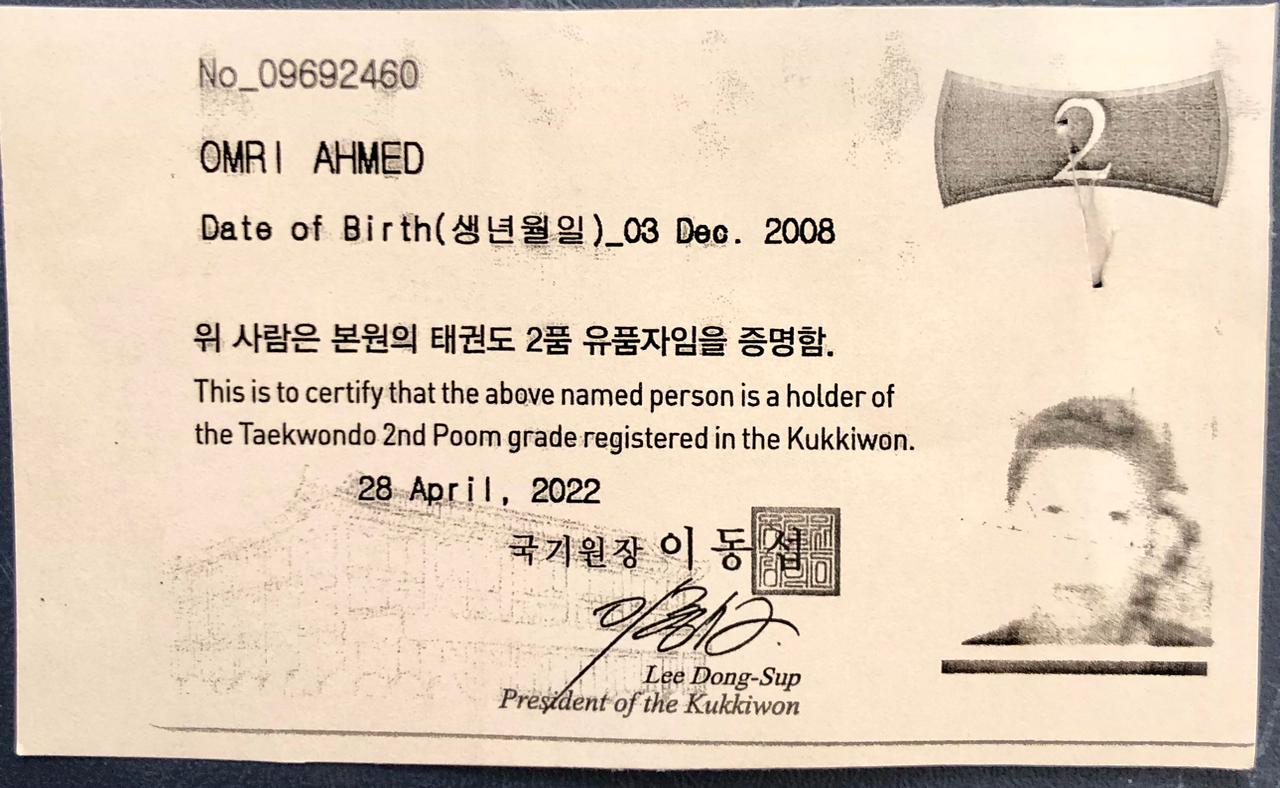 No_09692460
2
OMRI AHMED
Date of Birth(생년월일)_03 Dec. 2008
위 사람은 본원의 태권도 2품 유품자임을 증명함.
This is to certify that the above named person is a holder of
the Taekwondo 2nd Poom grade registered in the Kukkiwon.
28 April, 2022
국기원장 이동섭
Lee Dong-Sup
President of the Kukkiwon